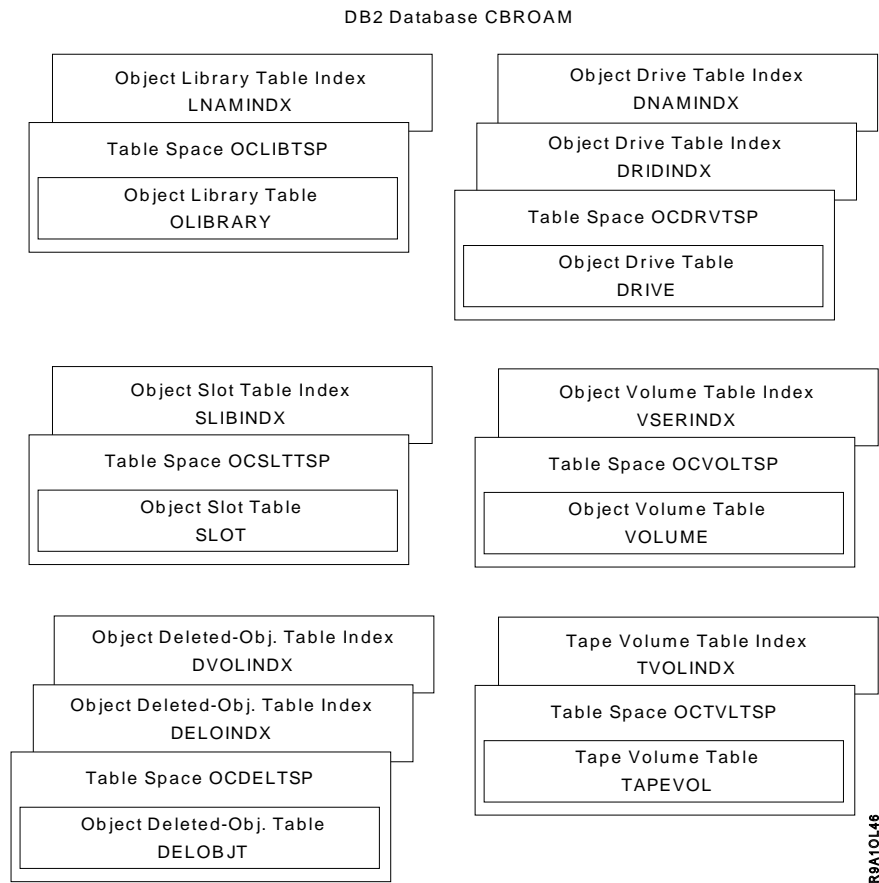 DB2 Database CBROAM
Object Library Table Index
LNAMINDX
Table Space OCLIBTSP
Object Library Table
OLIBRARY
Object Drive Table Index
DNAMINDX
Object Drive Table Index
DRIDINDX
Table Space OCDRVTSP
Object Drive Table
DRIVE
Object Slot Table Index
SLIBINDX
Table Space OCSLTTSP
Object Slot Table
SLOT
Object Volume Table Index
VSERINDX
Table Space OCVOLTSP
Object Volume Table
VOLUME
Object Deleted-Obj. Table Index
DVOLINDX
Object Deleted-Obj. Table Index
DELOINDX
Table Space OCDELTSP
Object Deleted-Obj. Table
DELOBJT
Tape Volume Table Index
TVOLINDX
Table Space OCTVLTSP
Tape Volume Table
TAPEVOL
R9A1OL46